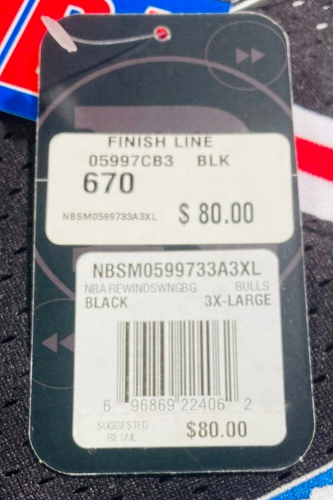 FINISH LINE
05997CB3 BLK
670
NBSM0599733A3XL $ 80.00
NBSM0599733A3XL
NBA REWINDSWNGBG BULLS
BLACK 3X-LARGE
6 96869 22406 2
SUGGESTED
RETAIL $80.00